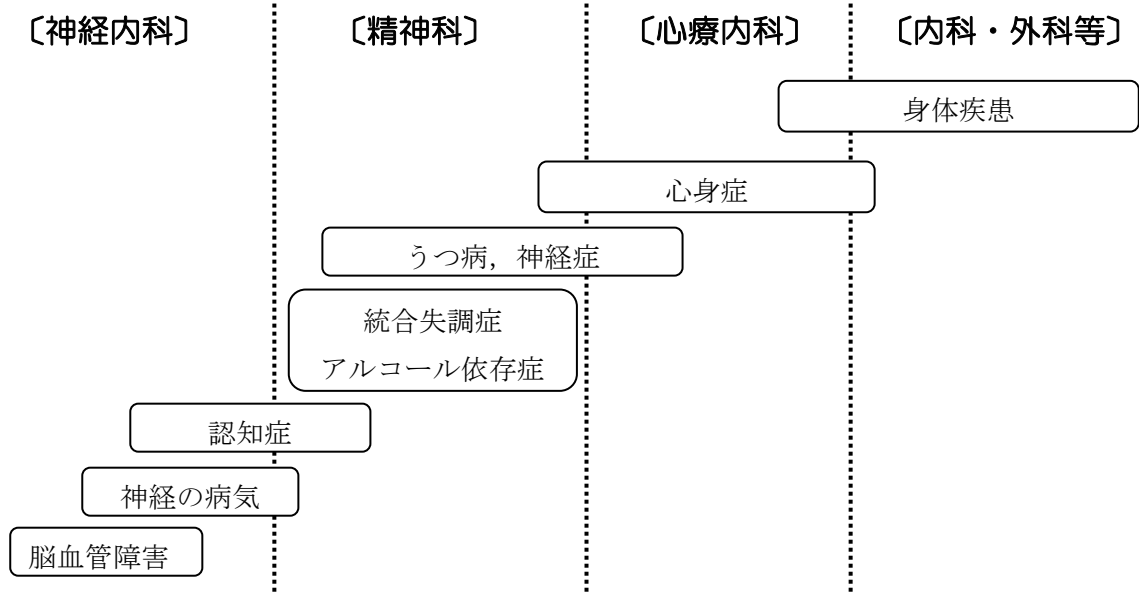 〔神経内科〕
〔精神科〕
〔心療内科〕
〔内科・外科等〕
身体疾患
心身症
うつ病，神経症
統合失調症
アルコール依存症
認知症
神経の病気
脳血管障害